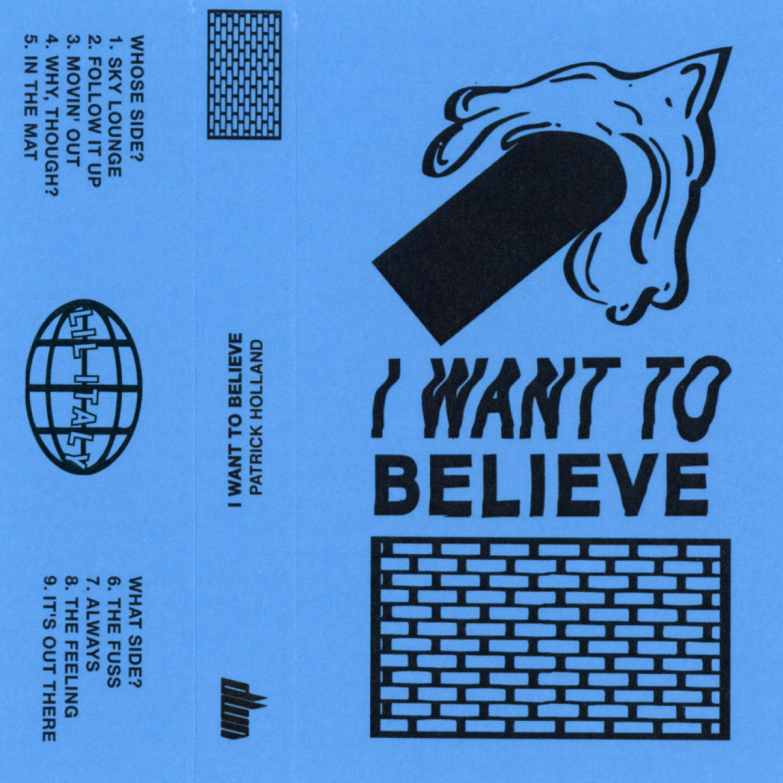 WHOSE SIDE?
1. SKY LOUNGE
2. FOLLOW IT UP
3. MOVIN' OUT
4. WHY, THOUGH?
5. IN THE MAT
LIL ITALY
WHAT SIDE?
6. THE FUSS
7. ALWAYS
8. THE FEELING
9. IT'S OUT THERE
I WANT TO BELIEVE
PATRICK HOLLAND
I WANT TO
BELIEVE